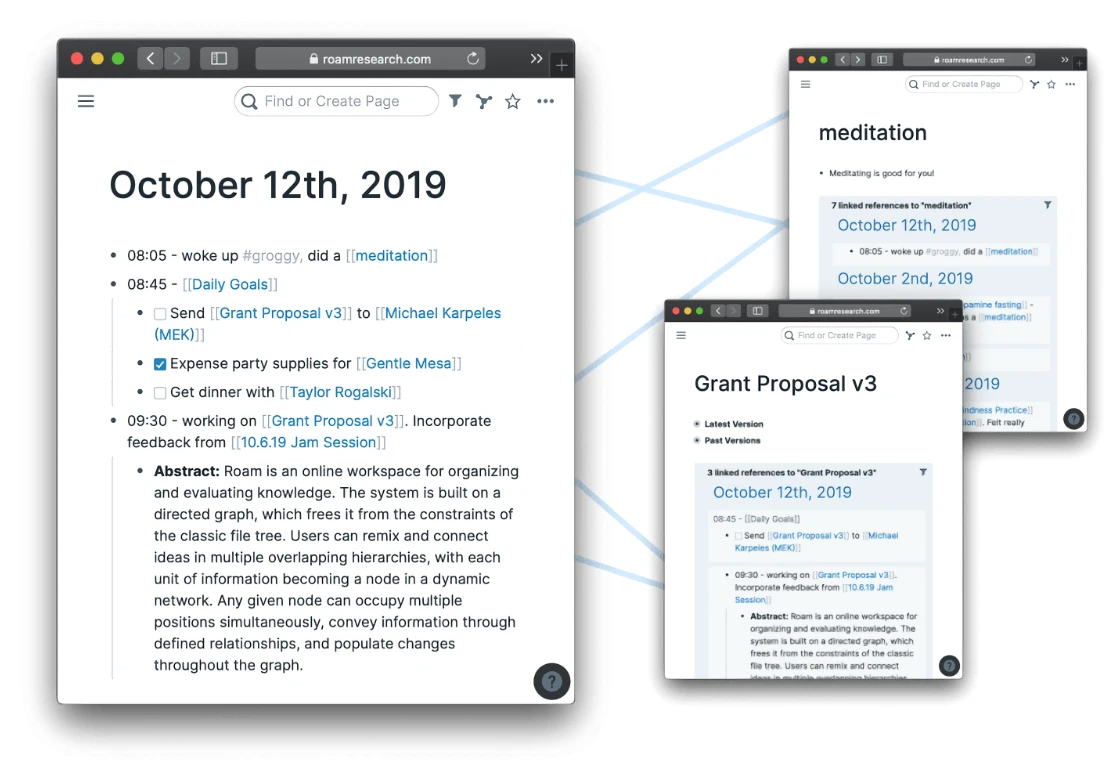 roamresearch.com
Find or Create Page
October 12th, 2019
08:05 - woke up #groggy, did a [[meditation]]
08:45 - [[Daily Goals]]
Send [[Grant Proposal v3]] to [[Michael Karpeles
(MEK)]]
Expense party supplies for [[Gentle Mesa]]
Get dinner with [[Taylor Rogalski]]
09:30 - working on [[Grant Proposal v3]]. Incorporate
feedback from [[10.6.19 Jam Session]]
Abstract: Roam is an online workspace for organizing
and evaluating knowledge. The system is built on a
directed graph, which frees it from the constraints of
the classic file tree. Users can remix and connect
ideas in multiple overlapping hierarchies, with each
unit of information becoming a node in a dynamic
network. Any given node can occupy multiple
positions simultaneously, convey information through
defined relationships, and populate changes
throughout the graph.
?
roamresearch.com
Find or Create Page
meditation
Meditating is good for you!
7 linked references to "meditation"
October 12th, 2019
08:05 - woke up #groggy, did a [[meditation]]
October 2nd, 2019
fasting]] -
s a [[meditation]]
2019
Practice]]
Felt really
?
roamresearch.com
Find or Create Page
Grant Proposal v3
Latest Version
Past Versions
3 linked references to "Grant Proposal v3"
October 12th, 2019
08:45 - [[Daily Goals]]
Send [[Grant Proposal v3]] to [[Michael
Karpeles (MEK)]]
09:30 - working on [[Grant Proposal v3]].
Incorporate feedback from [[10.6.19 Jam
Session]]
Abstract: Roam is an online workspace for
organizing and evaluating knowledge. The
system is built on a directed graph, which
frees it from the constraints of the classic
file tree. Users can remix and connect
?